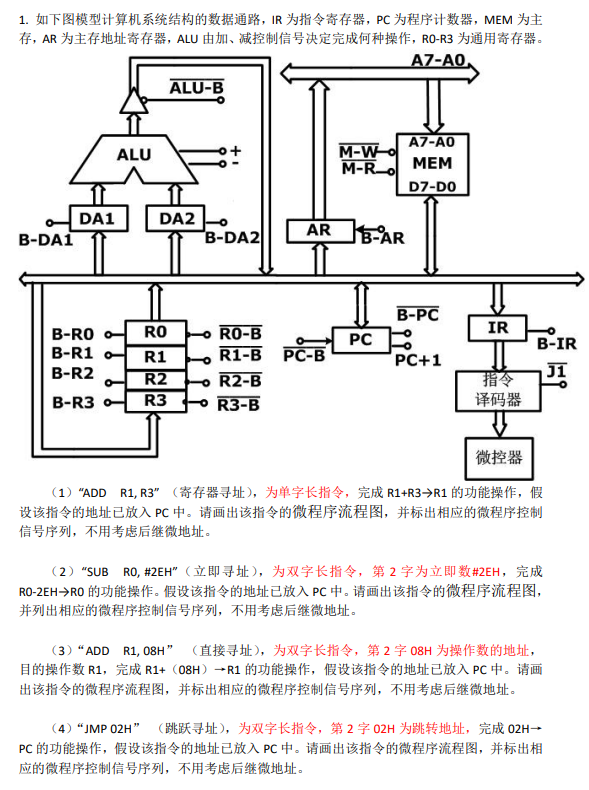 1. 如下图模型计算机系统结构的数据通路，IR 为指令寄存器，PC 为程序计数器，MEM 为主
存，AR 为主存地址寄存器，ALU 由加、减控制信号决定完成何种操作，R0-R3 为通用寄存器。
A7-A0
ALU-B
ALU
+
-
M-W
M-R
A7-A0
MEM
D7-D0
DA1
DA2
B-DA1
B-DA2
AR
B-AR
B-R0
R0
R0-B
B-R1
R1
R1-B
B-R2
R2
R2-B
B-R3
R3
R3-B
B-PC
PC
PC-B
PC+1
IR
B-IR
J1
指令
译码器
微控器
（1）“ADD R1, R3” （寄存器寻址），为单字长指令，完成 R1+R3→R1 的功能操作，假
设该指令的地址已放入 PC 中。请画出该指令的微程序流程图，并标出相应的微程序控制
信号序列，不用考虑后继微地址。
（2）“SUB R0, #2EH”（立即寻址），为双字长指令，第 2 字为立即数#2EH，完成
R0-2EH→R0 的功能操作。假设该指令的地址已放入 PC 中。请画出该指令的微程序流程图，
并列出相应的微程序控制信号序列，不用考虑后继微地址。
（3）“ADD R1, 08H” （直接寻址），为双字长指令，第 2 字 08H 为操作数的地址，
目的操作数 R1，完成 R1+（08H）→R1 的功能操作，假设该指令的地址已放入 PC 中。请画
出该指令的微程序流程图，并标出相应的微程序控制信号序列，不用考虑后继微地址。
（4）“JMP 02H” （跳跃寻址），为双字长指令，第 2 字 02H 为跳转地址，完成 02H→
PC 的功能操作，假设该指令的地址已放入 PC 中。请画出该指令的微程序流程图，并标出相
应的微程序控制信号序列，不用考虑后继微地址。